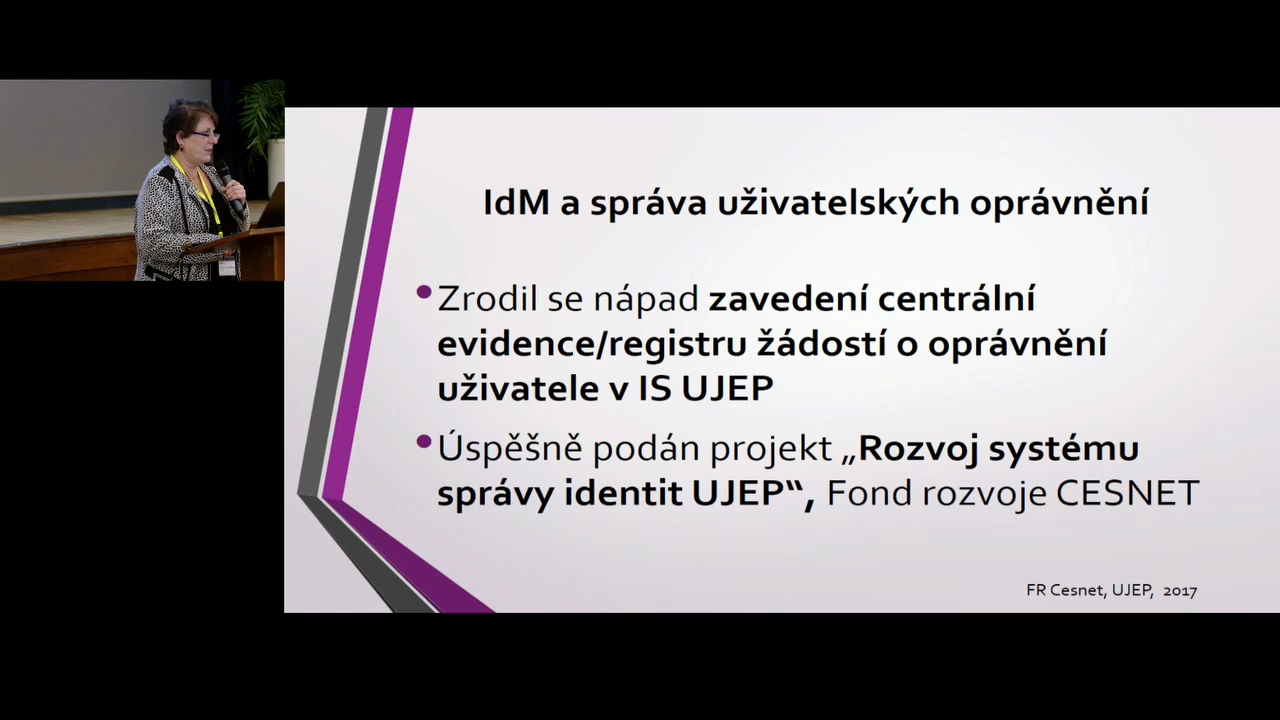 IdM a správa uživatelských oprávnění
•Zrodil se nápad zavedení centrální
evidence/registru žádostí o oprávnění
uživatele v IS UJEP
•Úspěšně podán projekt „Rozvoj systému
správy identit UJEP“, Fond rozvoje CESNET
FR Cesnet, UJEP, 2017